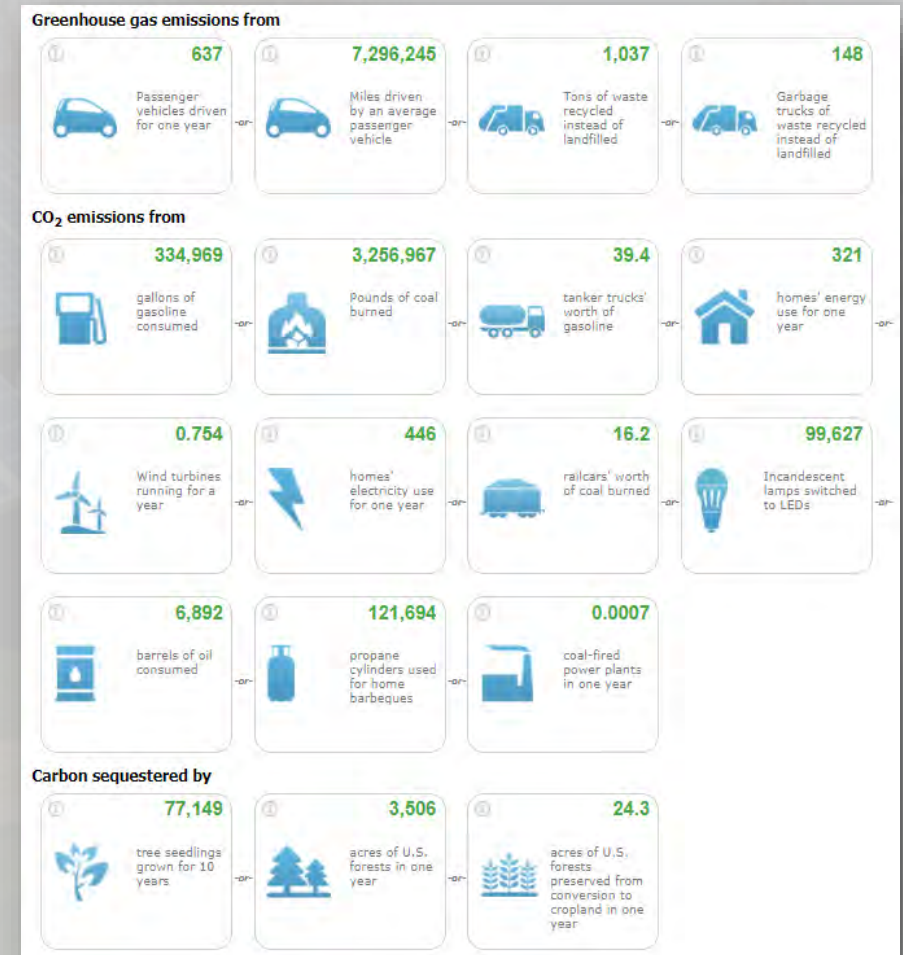 Greenhouse gas emissions from
637
Passenger
vehicles driven
for one year
-or-
7,296,245
Miles driven
by an average
passenger
vehicle
-or-
1,037
Tons of waste
recycled
instead of
landfilled
-or-
148
Garbage
trucks of
waste recycled
instead of
landfilled
CO2 emissions from
334,969
gallons of
gasoline
consumed
-or-
3,256,967
Pounds of coal
burned
-or-
39.4
tanker trucks'
worth of
gasoline
-or-
321
homes' energy
use for one
year
-or-
0.754
Wind turbines
running for a
year
-or-
446
homes'
electricity use
for one year
-or-
16.2
railcars' worth
of coal burned
-or-
99,627
Incandescent
lamps switched
to LEDs
-or-
6,892
barrels of oil
consumed
-or-
121,694
propane
cylinders used
for home
barbeques
-or-
0.0007
coal-fired
power plants
in one year
Carbon sequestered by
77,149
tree seedlings
grown for 10
years
-or-
3,506
acres of U.S.
forests in one
year
-or-
24.3
acres of U.S.
forests
preserved from
conversion to
cropland in one
year